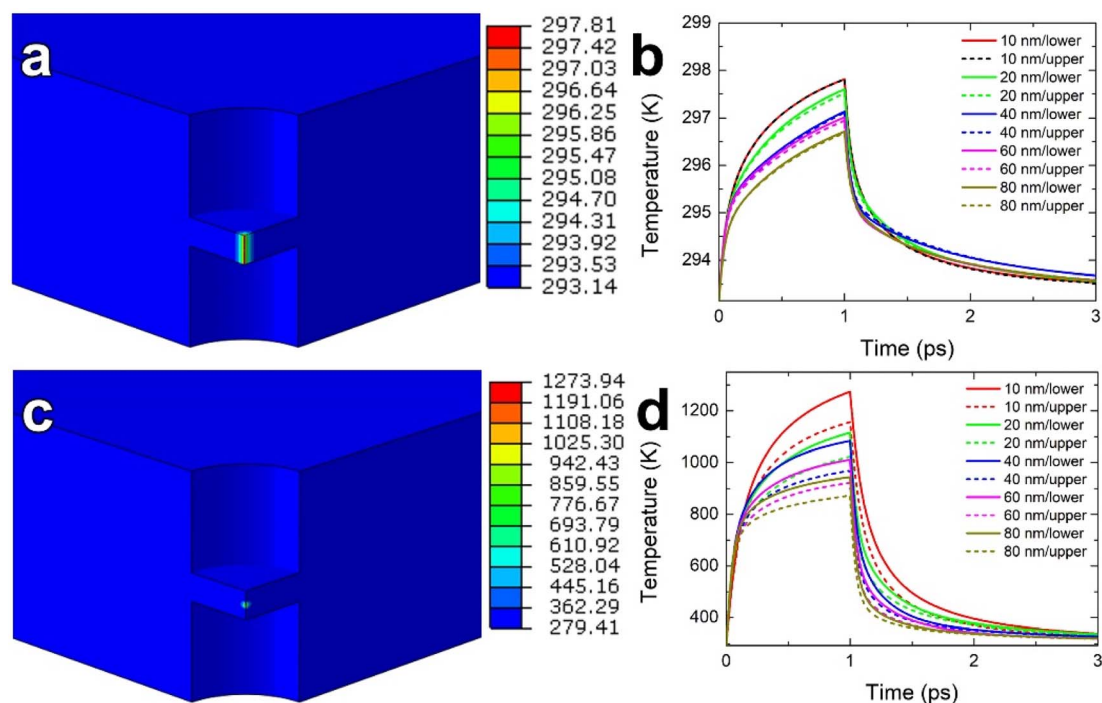 a
297.81
297.42
297.03
296.64
296.25
295.86
295.47
295.08
294.70
294.31
293.92
293.53
293.14
b
299
298
297
296
295
294
Temperature (K)
10 nm/lower
10 nm/upper
20 nm/lower
20 nm/upper
40 nm/lower
40 nm/upper
60 nm/lower
60 nm/upper
80 nm/lower
80 nm/upper
0 1 2 3
Time (ps)
c
1273.94
1191.06
1108.18
1025.30
942.43
859.55
776.67
693.79
610.92
528.04
445.16
362.29
279.41
d
1200
1000
800
600
400
Temperature (K)
10 nm/lower
10 nm/upper
20 nm/lower
20 nm/upper
40 nm/lower
40 nm/upper
60 nm/lower
60 nm/upper
80 nm/lower
80 nm/upper
0 1 2 3
Time (ps)